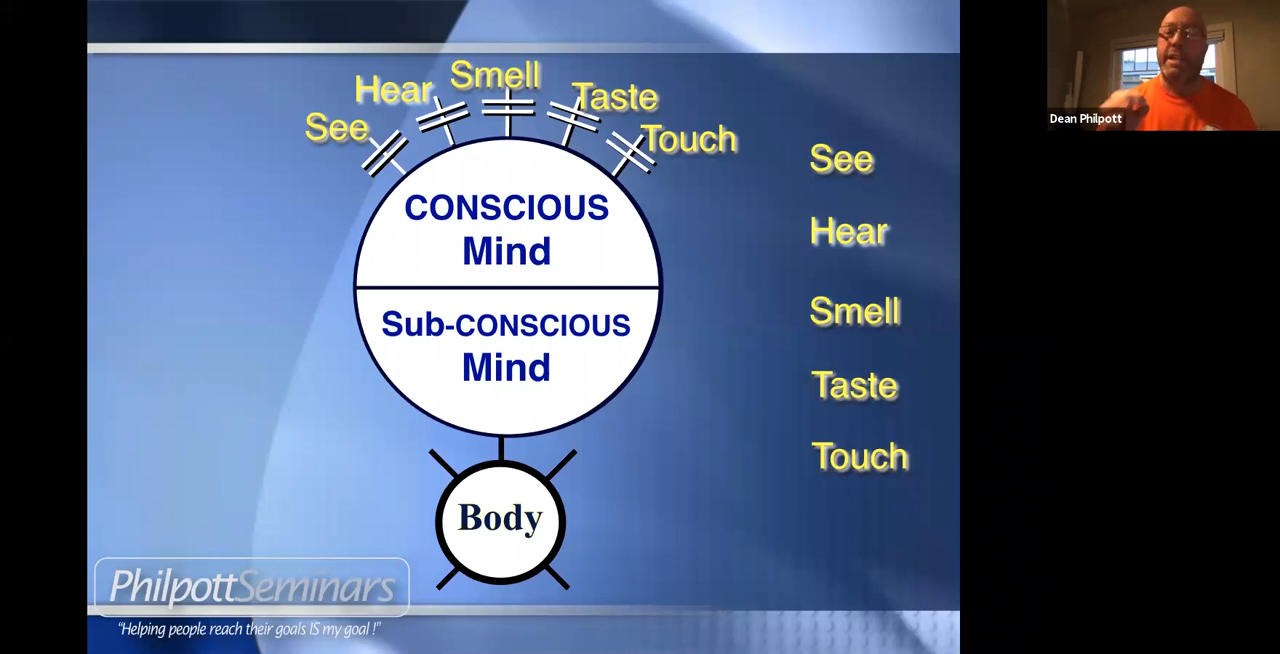 See
Hear
Smell
Taste
Touch
CONSCIOUS
Mind
Sub-CONSCIOUS
Mind
Body
See
Hear
Smell
Taste
Touch
PhilpottSeminars
"Helping people reach their goals IS my goal !"
Dean Philpott